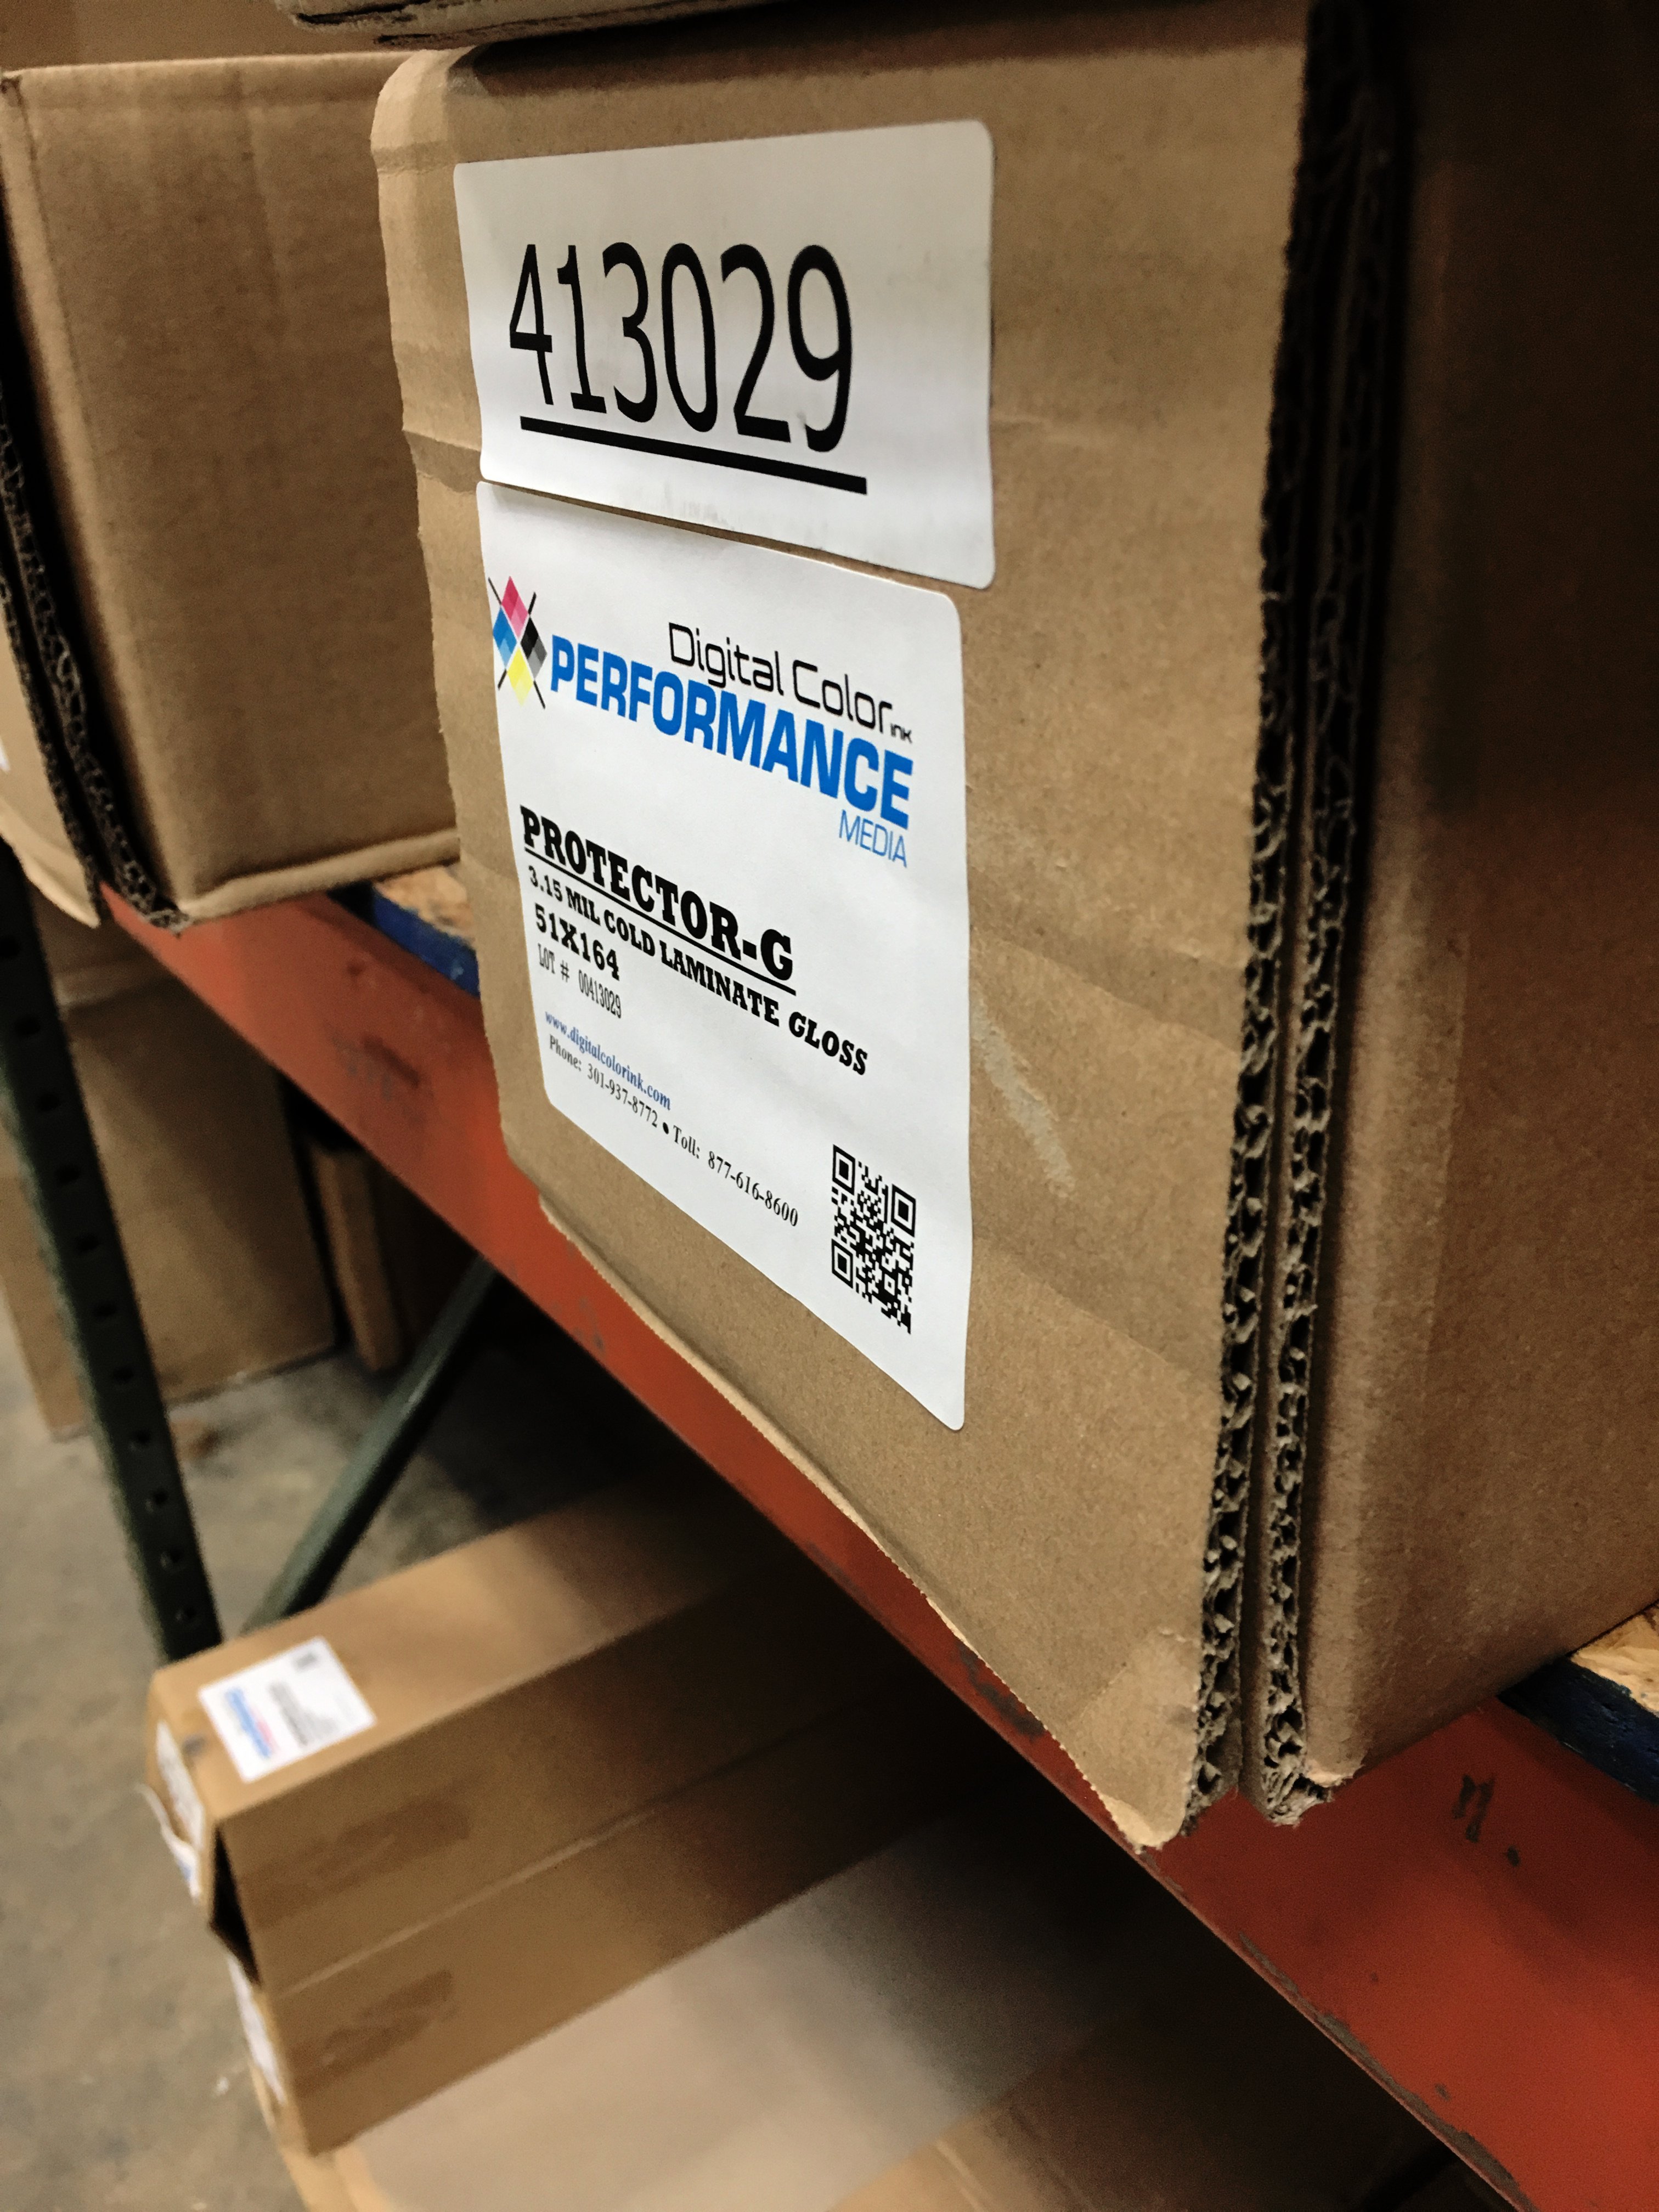 413029
Digital Color ink
PERFORMANCE
MEDIA
PROTECTOR-G
3.15 MIL COLD LAMINATE GLOSS
51X164
LOT # 00413029
www.digitalcolorink.com
Phone: 301-937-8772 • Toll: 877-616-8600